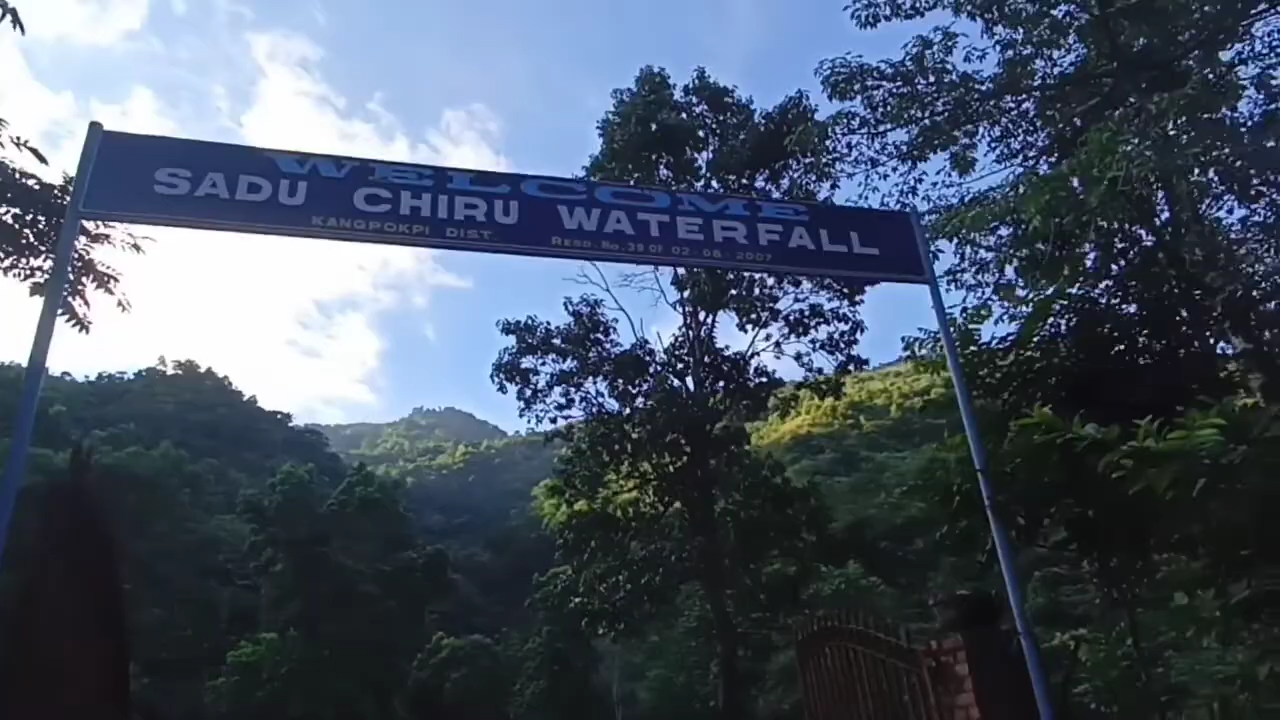 WELCOME
SADU CHIRU WATERFALL
KANGPOKPI DIST. REGD. No. 39 OF 02-08-2007